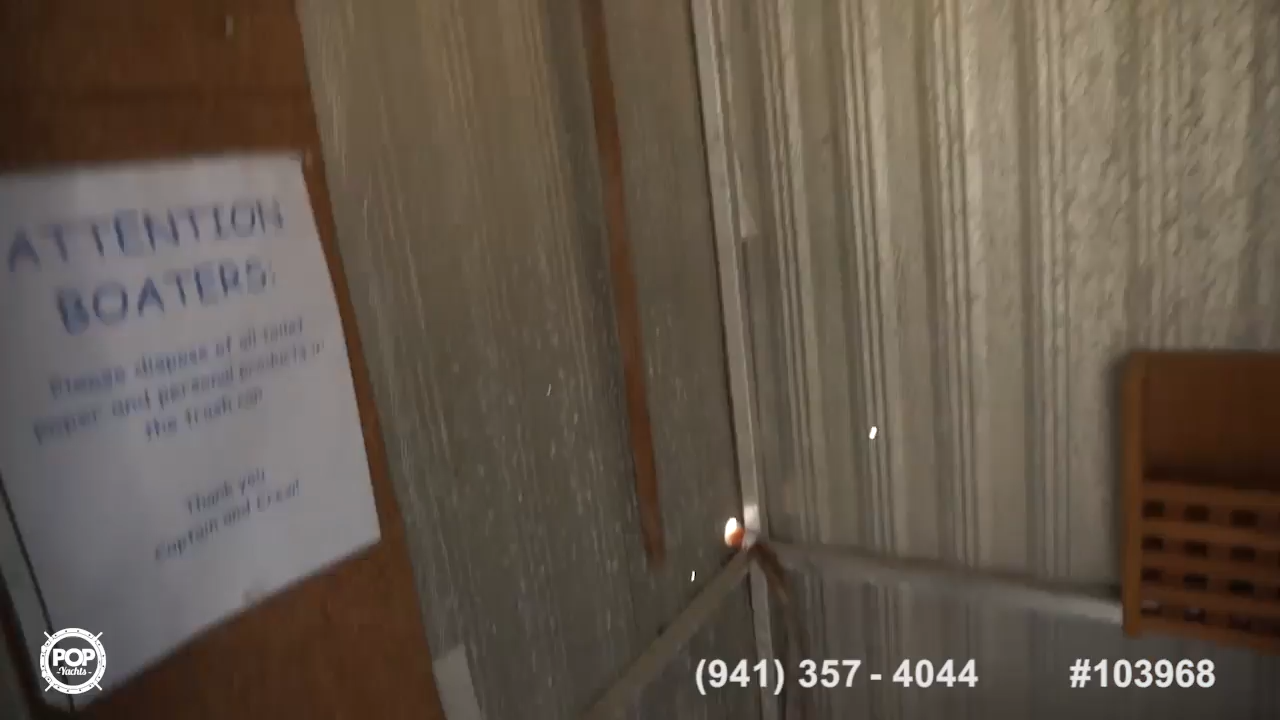 ATTENTION
BOATERS:
Please dispose of all toilet
paper and personal products in
the trash can
Thank you
Captain and Crew!
POP
Yachts
(941) 357 - 4044 #103968